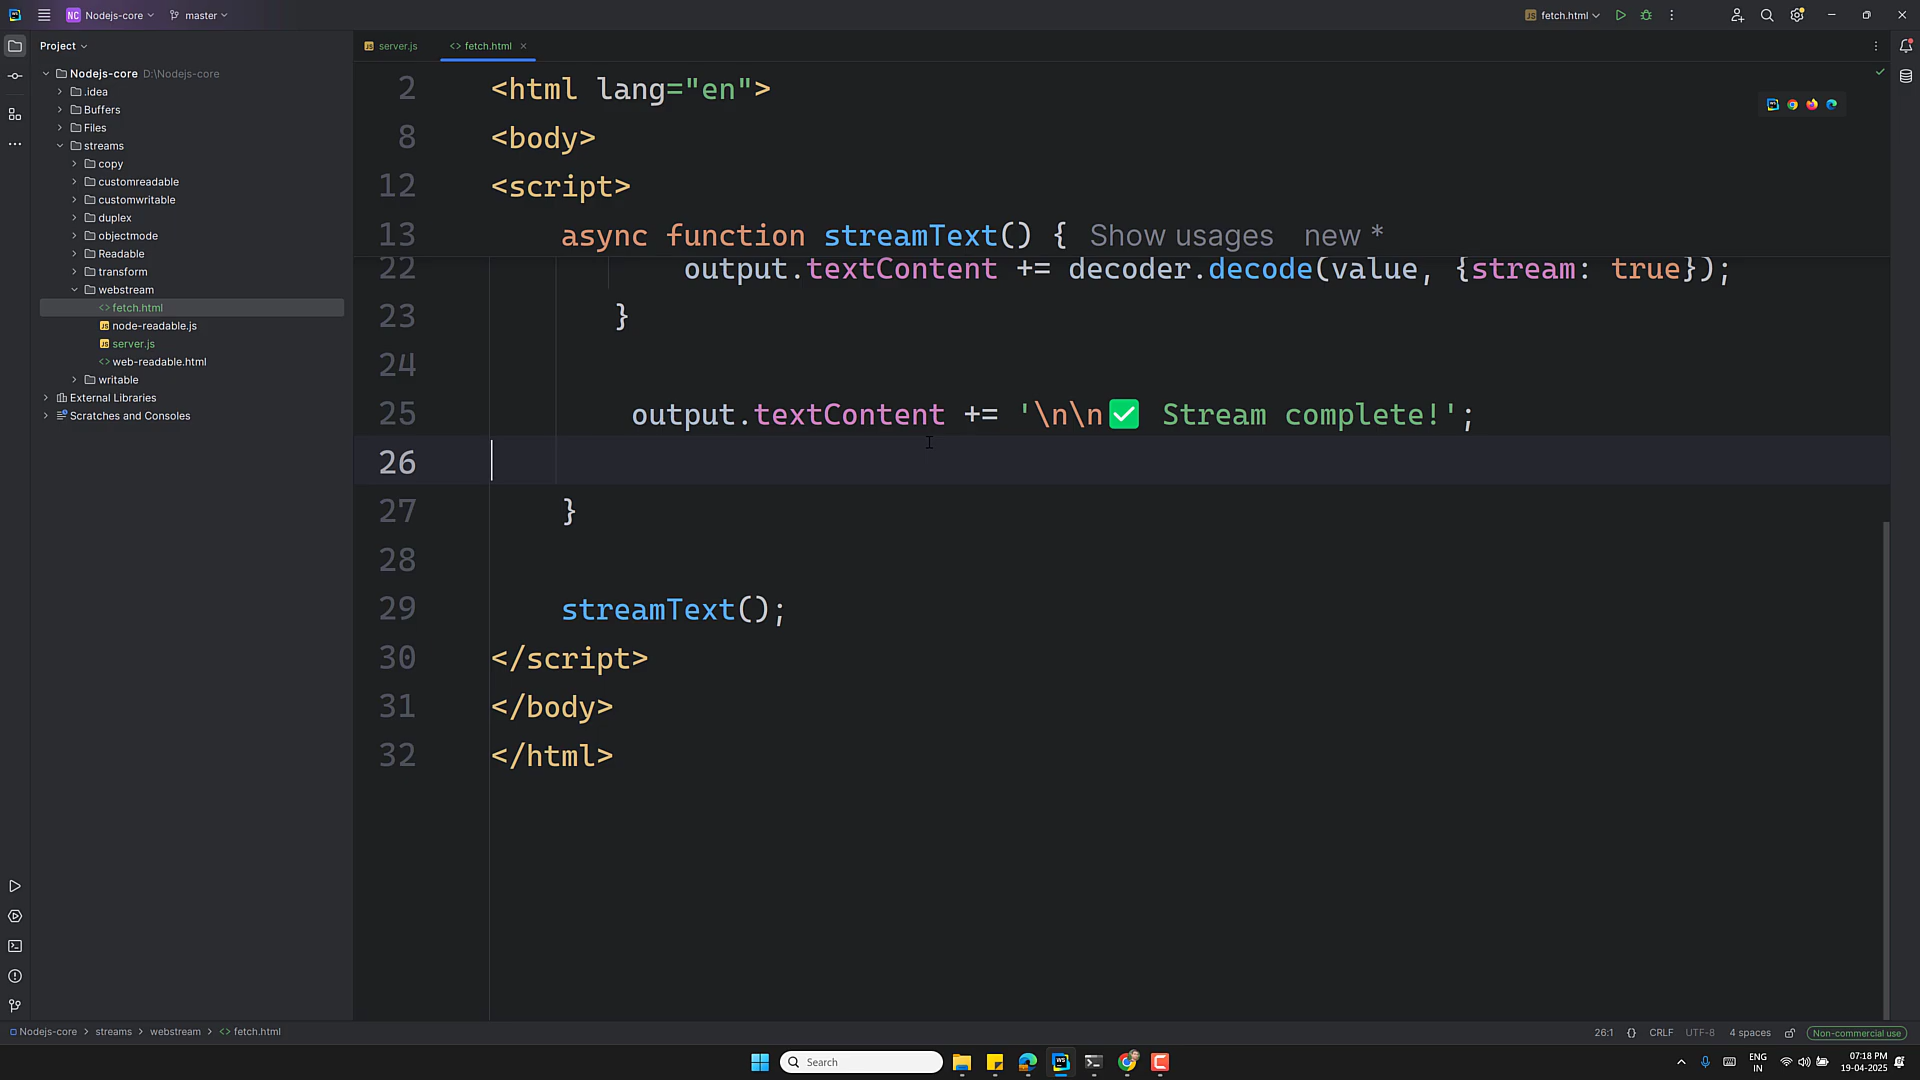 NC Nodejs-core master fetch.html
Project server.js fetch.html
Nodejs-core D:\Nodejs-core
.idea
Buffers
Files
streams
copy
customreadable
customwritable
duplex
objectmode
Readable
transform
webstream
fetch.html
node-readable.js
server.js
web-readable.html
writable
External Libraries
Scratches and Consoles
2 <html lang="en">
8 <body>
12 <script>
13 async function streamText() { Show usages new *
22 output.textContent += decoder.decode(value, {stream: true});
23 }
24
25 output.textContent += '\n\n✅ Stream complete!';
26
27 }
28
29 streamText();
30 </script>
31 </body>
32 </html>
Nodejs-core > streams > webstream > fetch.html 26:1 {} CRLF UTF-8 4 spaces Non-commercial use
Search ENG IN 07:18 PM 19-04-2025